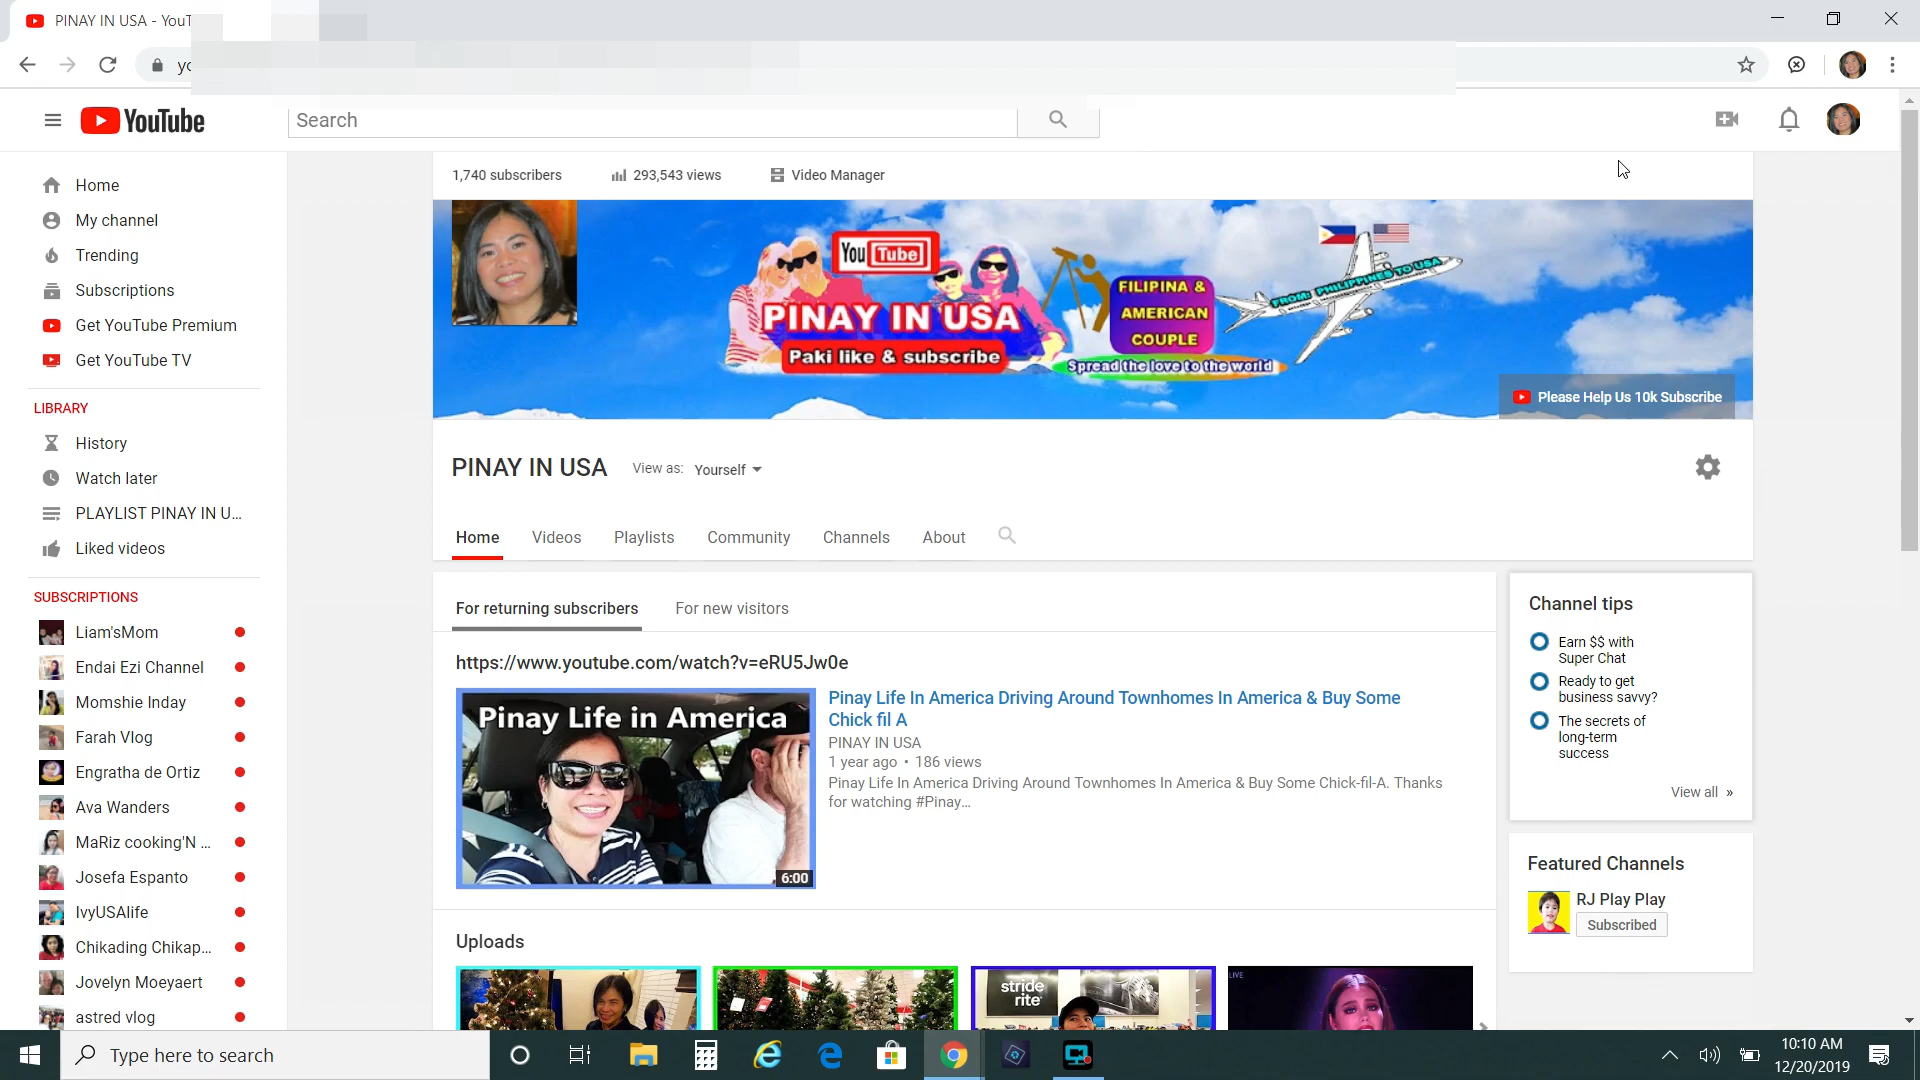 PINAY IN USA - YouT
yo
YouTube
Search
1,740 subscribers
293,543 views
Video Manager
Home
My channel
Trending
Subscriptions
Get YouTube Premium
Get YouTube TV
LIBRARY
History
Watch later
PLAYLIST PINAY IN U...
Liked videos
SUBSCRIPTIONS
Liam'sMom
Endai Ezi Channel
Momshie Inday
Farah Vlog
Engratha de Ortiz
Ava Wanders
MaRiz cooking'N ...
Josefa Espanto
IvyUSAlife
Chikading Chikap...
Jovelyn Moeyaert
astred vlog
You Tube
PINAY IN USA
Paki like & subscribe
FILIPINA &
AMERICAN
COUPLE
Spread the love to the world
FROM: PHILIPPINES TO USA
Please Help Us 10k Subscribe
PINAY IN USA
View as: Yourself
Home
Videos
Playlists
Community
Channels
About
For returning subscribers
For new visitors
https://www.youtube.com/watch?v=eRU5Jw0e
Pinay Life in America
6:00
Pinay Life In America Driving Around Townhomes In America & Buy Some
Chick fil A
PINAY IN USA
1 year ago • 186 views
Pinay Life In America Driving Around Townhomes In America & Buy Some Chick-fil-A. Thanks
for watching #Pinay...
Uploads
stride
rite
LIVE
Channel tips
Earn $$ with
Super Chat
Ready to get
business savvy?
The secrets of
long-term
success
View all »
Featured Channels
RJ Play Play
Subscribed
Type here to search
10:10 AM
12/20/2019